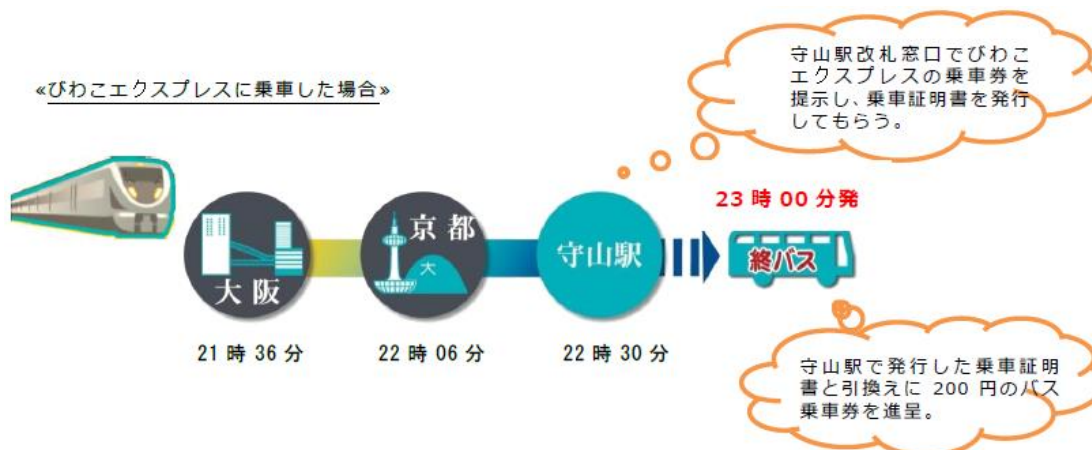 守山駅改札窓口でびわこ
エクスプレスの乗車券を
提示し、乗車証明書を発行
してもらう。
«びわこエクスプレスに乗車した場合»
23時00分発
大阪
京都
大
守山駅
終バス
21時36分
22時06分
22時30分
守山駅で発行した乗車証明
書と引換えに 200 円のバス
乗車券を進呈。